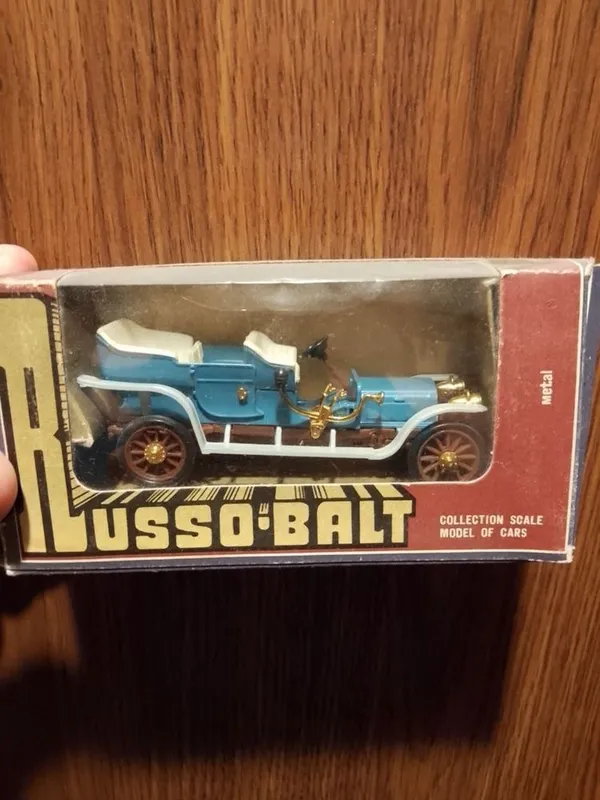 RUSSO-BALT
COLLECTION SCALE
MODEL OF CARS
Metal